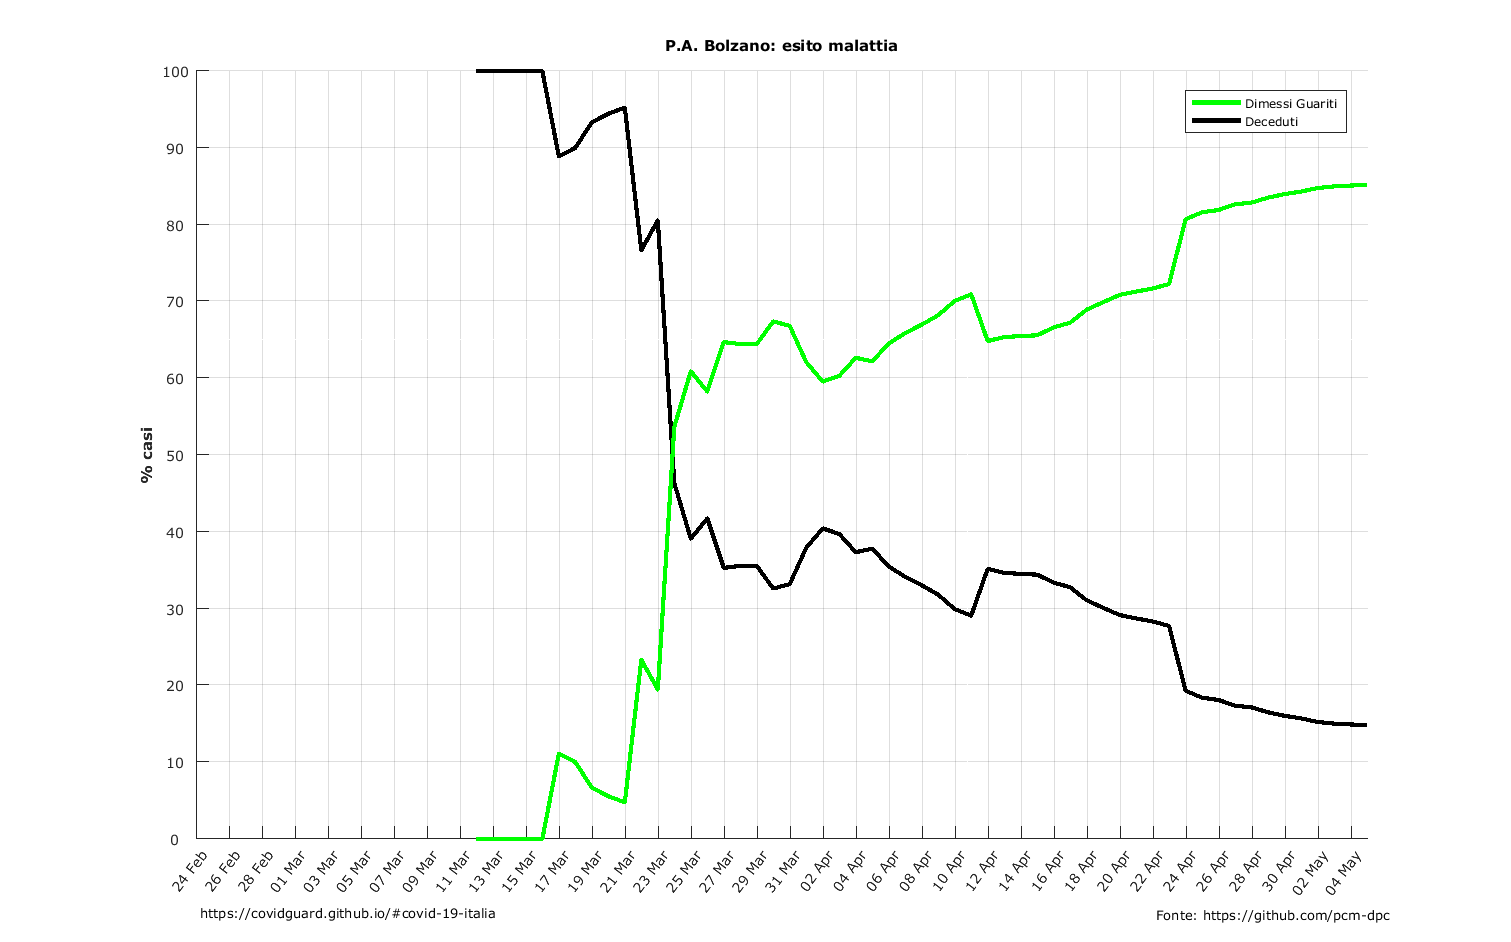 P.A. Bolzano: esito malattia
100
90
80
70
60
50
40
30
20
10
0
% casi
Dimessi Guariti
Deceduti
24 Feb
26 Feb
28 Feb
01 Mar
03 Mar
05 Mar
07 Mar
09 Mar
11 Mar
13 Mar
15 Mar
17 Mar
19 Mar
21 Mar
23 Mar
25 Mar
27 Mar
29 Mar
31 Mar
02 Apr
04 Apr
06 Apr
08 Apr
10 Apr
12 Apr
14 Apr
16 Apr
18 Apr
20 Apr
22 Apr
24 Apr
26 Apr
28 Apr
30 Apr
02 May
04 May
https://covidguard.github.io/#covid-19-italia
Fonte: https://github.com/pcm-dpc